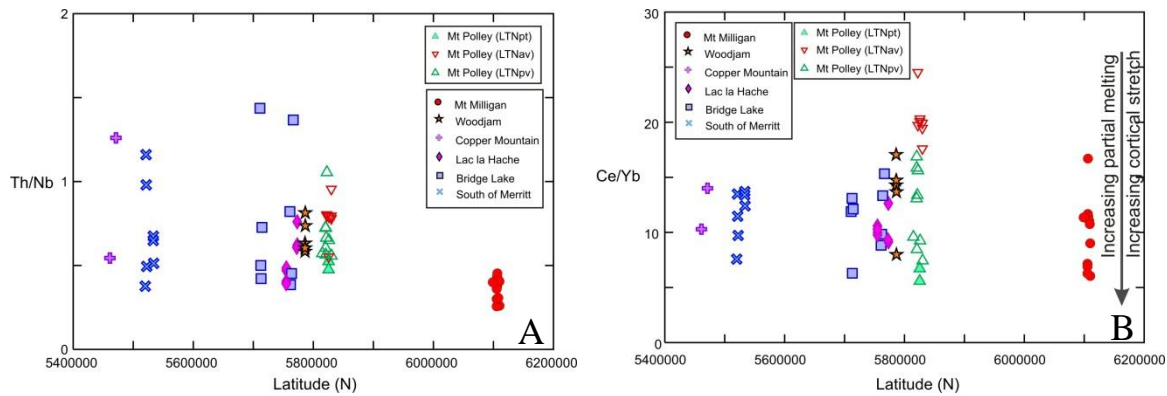 2
1
0
Th/Nb
Mt Polley (LTNpt)
Mt Polley (LTNav)
Mt Polley (LTNpv)
Mt Milligan
Woodjam
Copper Mountain
Lac la Hache
Bridge Lake
South of Merritt
A
5400000 5600000 5800000 6000000 6200000
Latitude (N)
30
20
10
0
Ce/Yb
Mt Milligan
Woodjam
Copper Mountain
Lac la Hache
Bridge Lake
South of Merritt
Mt Polley (LTNpt)
Mt Polley (LTNav)
Mt Polley (LTNpv)
Increasing partial melting
Increasing cortical stretch
B
5400000 5600000 5800000 6000000 6200000
Latitude (N)